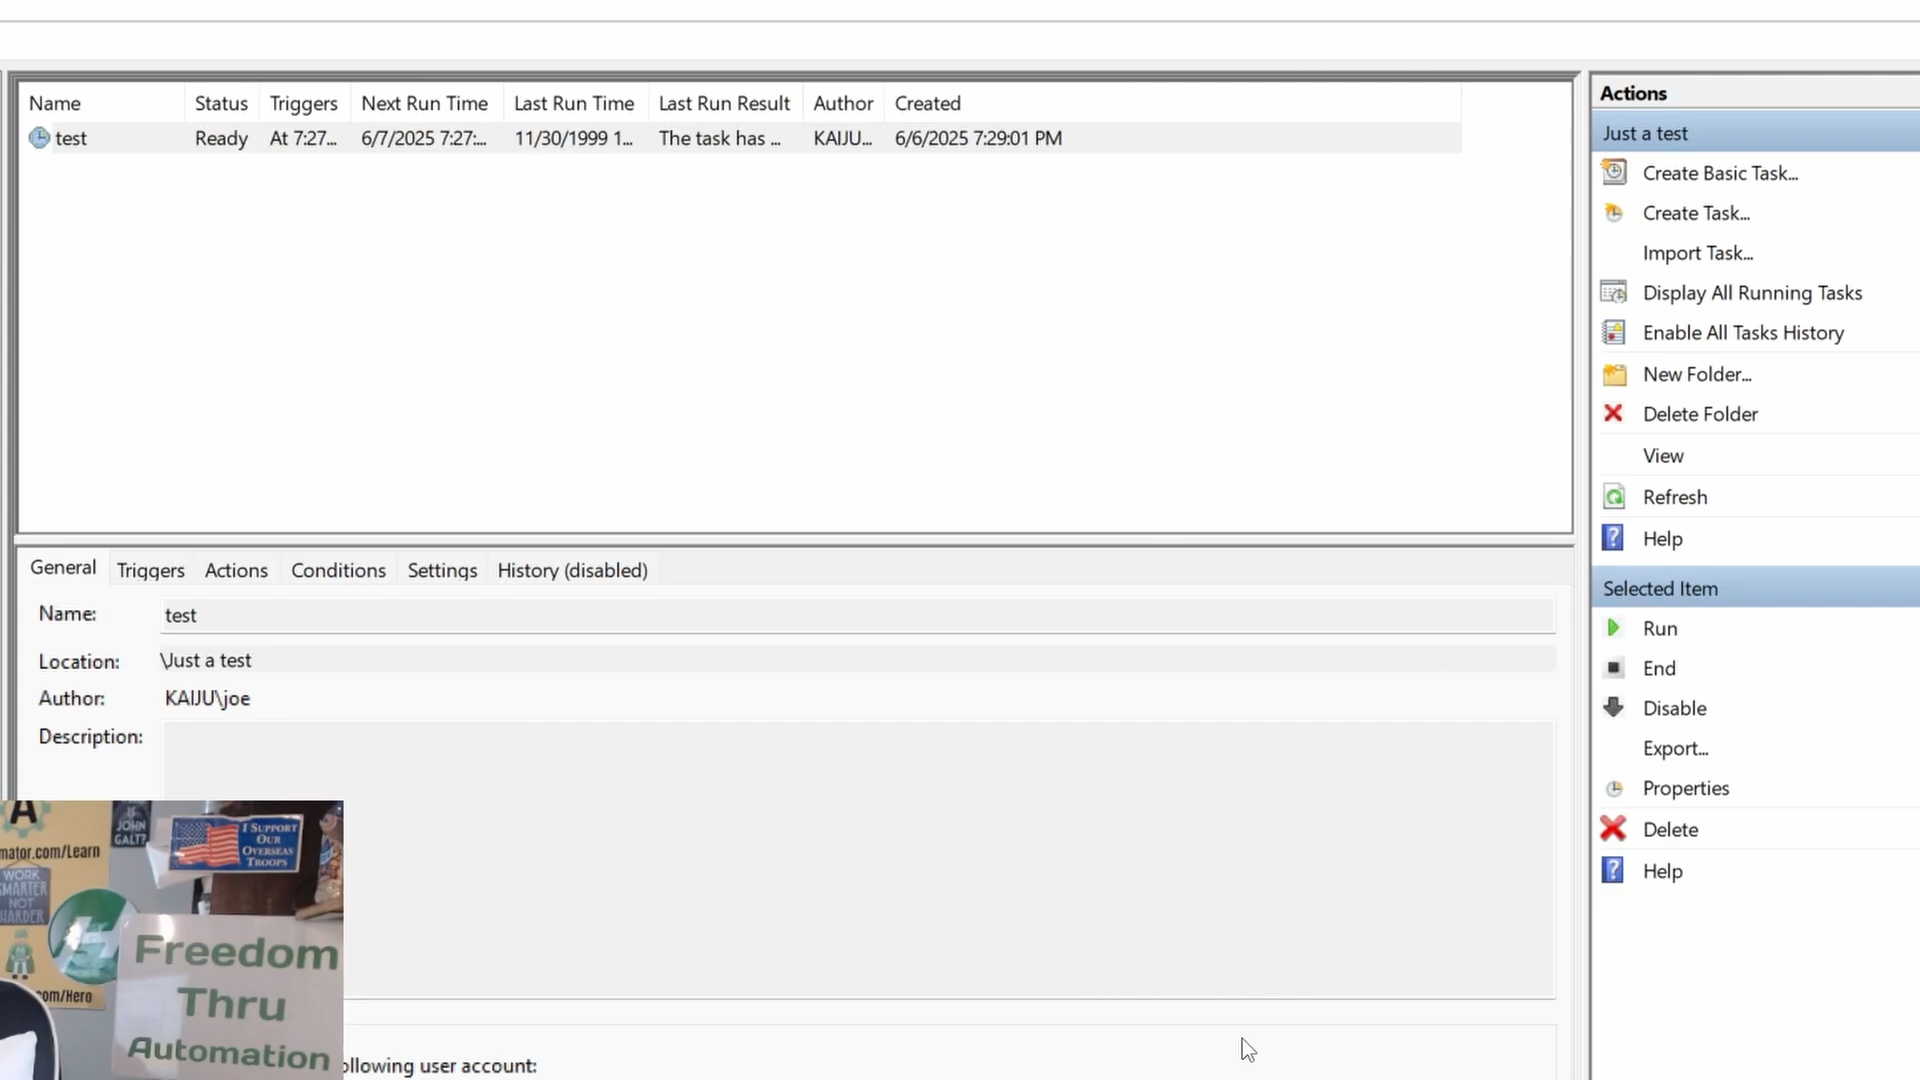 Name Status Triggers Next Run Time Last Run Time Last Run Result Author Created
test Ready At 7:27... 6/7/2025 7:27:... 11/30/1999 1... The task has ... KAIJU... 6/6/2025 7:29:01 PM
General Triggers Actions Conditions Settings History (disabled)
Name: test
Location: \Just a test
Author: KAIJU\joe
Description:
ollowing user account:
Actions
Just a test
Create Basic Task...
Create Task...
Import Task...
Display All Running Tasks
Enable All Tasks History
New Folder...
Delete Folder
View
Refresh
Help
Selected Item
Run
End
Disable
Export...
Properties
Delete
Help
A
mator.com/Learn
WORK
SMARTER
NOT
HARDER
com/Hero
IS
JOHN
GALT?
I SUPPORT
OUR
OVERSEAS
TROOPS
Freedom
Thru
Automation